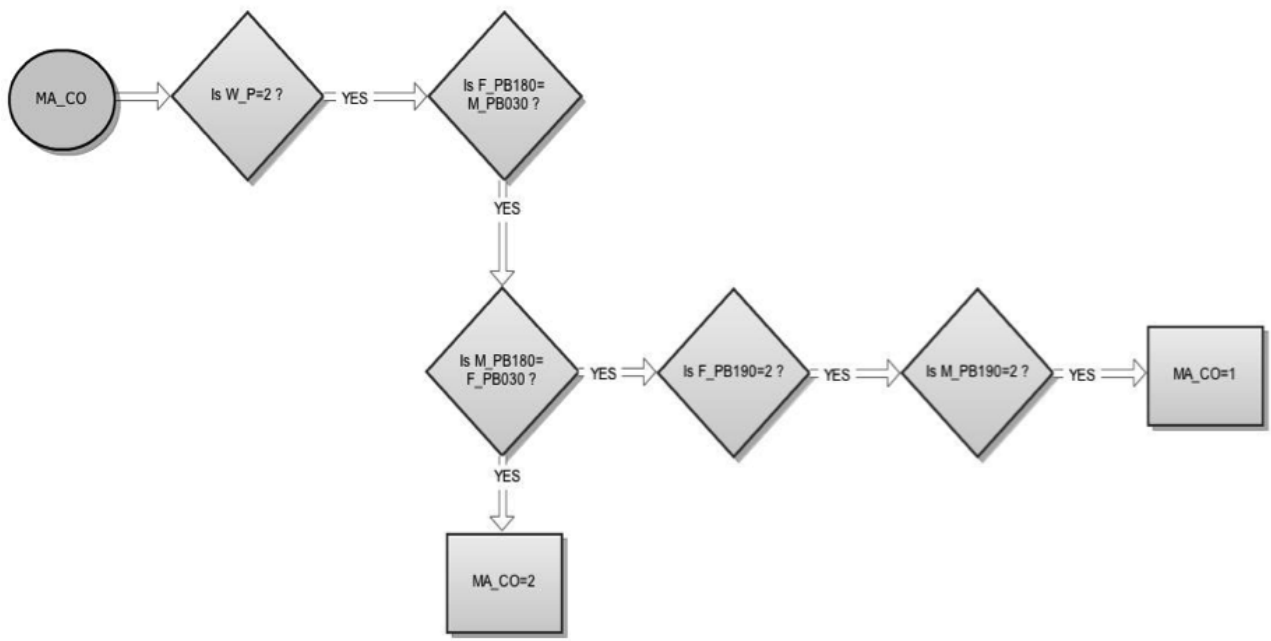 MA_CO
Is W_P=2 ?
YES
Is F_PB180=
M_PB030 ?
YES
Is M_PB180=
F_PB030 ?
YES
Is F_PB190=2 ?
YES
Is M_PB190=2 ?
YES
MA_CO=1
YES
MA_CO=2